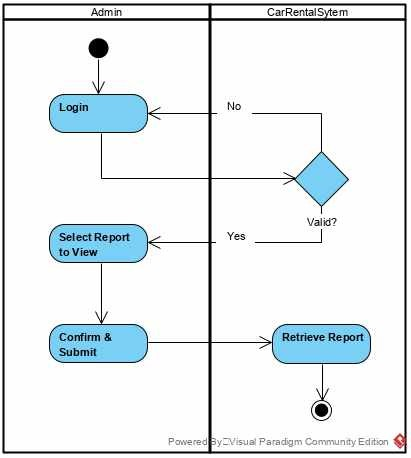 Admin
CarRentalSytem
Login
No
Valid?
Select Report
to View
Yes
Confirm &
Submit
Retrieve Report
Powered By Visual Paradigm Community Edition